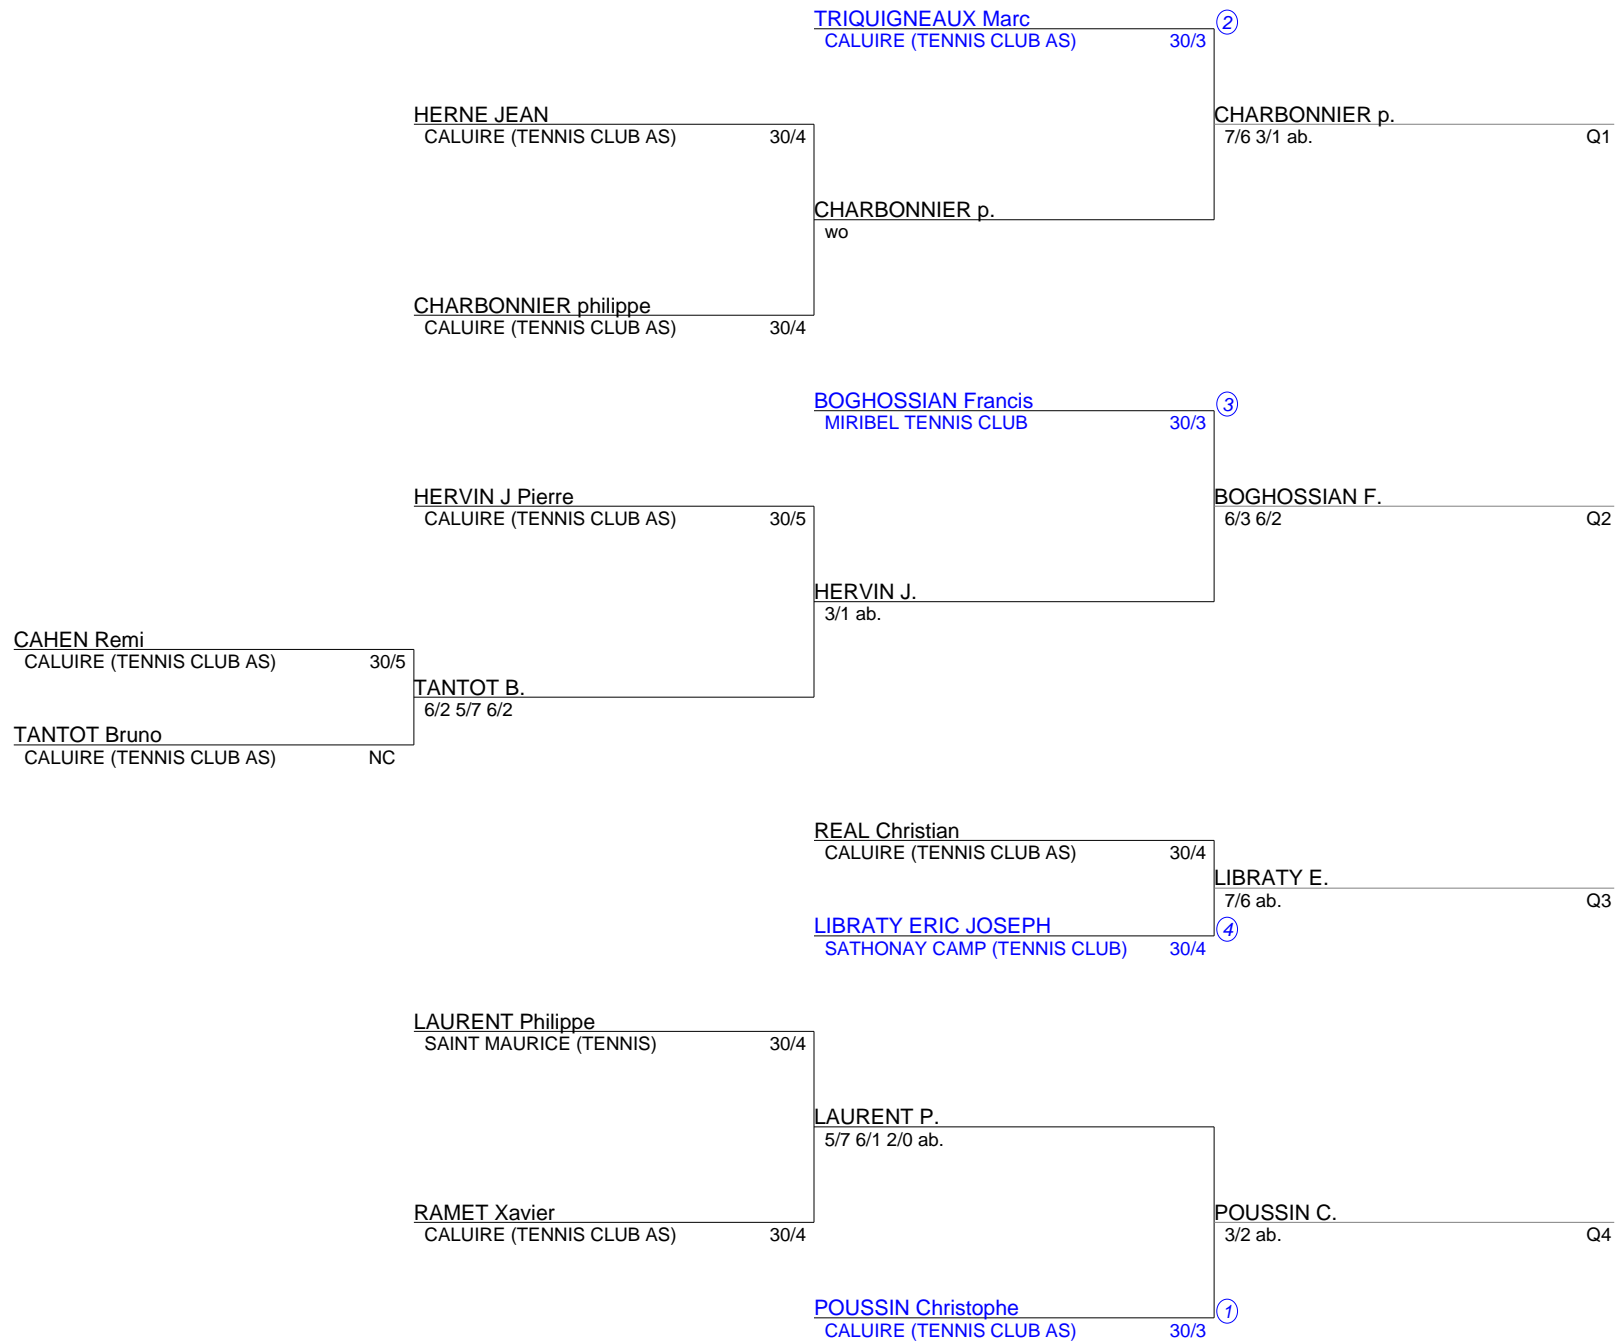 TRIQUIGNEAUX Marc 2
CALUIRE (TENNIS CLUB AS) 30/3
HERNE JEAN
CALUIRE (TENNIS CLUB AS) 30/4
CHARBONNIER p.
7/6 3/1 ab. Q1
CHARBONNIER p.
wo
CHARBONNIER philippe
CALUIRE (TENNIS CLUB AS) 30/4
BOGHOSSIAN Francis 3
MIRIBEL TENNIS CLUB 30/3
HERVIN J Pierre
CALUIRE (TENNIS CLUB AS) 30/5
BOGHOSSIAN F.
6/3 6/2 Q2
HERVIN J.
3/1 ab.
CAHEN Remi
CALUIRE (TENNIS CLUB AS) 30/5
TANTOT B.
6/2 5/7 6/2
TANTOT Bruno
CALUIRE (TENNIS CLUB AS) NC
REAL Christian
CALUIRE (TENNIS CLUB AS) 30/4
LIBRATY E.
7/6 ab. Q3
LIBRATY ERIC JOSEPH 4
SATHONAY CAMP (TENNIS CLUB) 30/4
LAURENT Philippe
SAINT MAURICE (TENNIS) 30/4
LAURENT P.
5/7 6/1 2/0 ab.
RAMET Xavier
CALUIRE (TENNIS CLUB AS) 30/4
POUSSIN C.
3/2 ab. Q4
POUSSIN Christophe 1
CALUIRE (TENNIS CLUB AS) 30/3